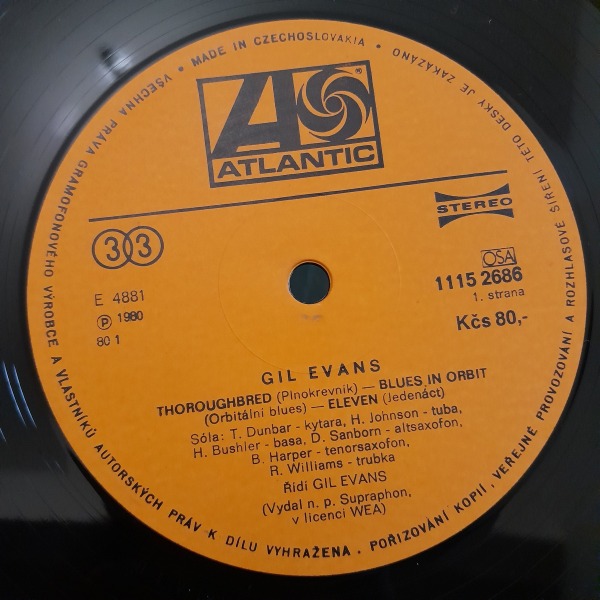 VŠECHNA PRÁVA GRAMOFONOVÉHO VÝROBCE A VLASTNÍKŮ AUTORSKÝCH PRÁV K DÍLU VYHRAŽENA. POŘIZOVÁNÍ KOPIÍ, VEŘEJNÉ PROVOZOVÁNÍ A ROZHLASOVÉ ŠÍŘENÍ TÉTO DESKY JE ZAKÁZÁNO • MADE IN CZECHOSLOVAKIA •
ATLANTIC
®
STEREO
33
OSA
1115 2686
1. strana
Kčs 80,-
E 4881
℗ 1980
80 1
GIL EVANS
THOROUGHBRED (Plnokrevník) — BLUES IN ORBIT
(Orbitální blues) — ELEVEN (Jedenáct)
Sóla: T. Dunbar - kytara, H. Johnson - tuba,
H. Bushler - basa, D. Sanborn - altsaxofon,
B. Harper - tenorsaxofon,
R. Williams - trubka
Řídí GIL EVANS
(Vydal n. p. Supraphon,
v licenci WEA)